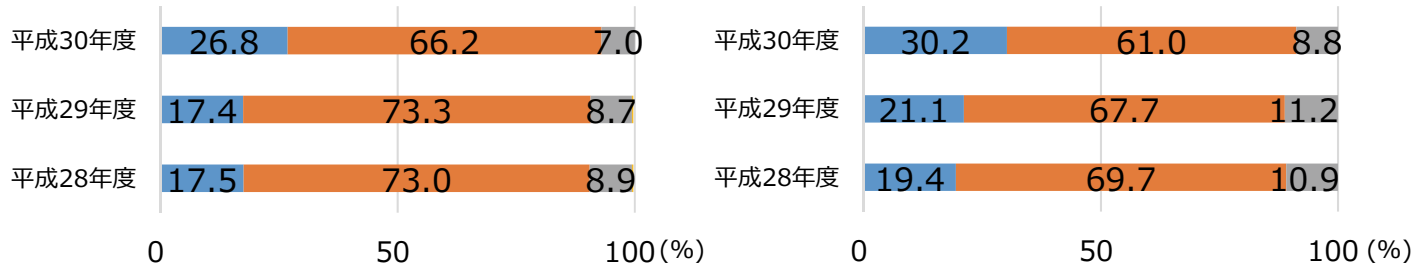 平成30年度 26.8 66.2 7.0
平成29年度 17.4 73.3 8.7
平成28年度 17.5 73.0 8.9
0 50 100(%)
平成30年度 30.2 61.0 8.8
平成29年度 21.1 67.7 11.2
平成28年度 19.4 69.7 10.9
0 50 100(%)